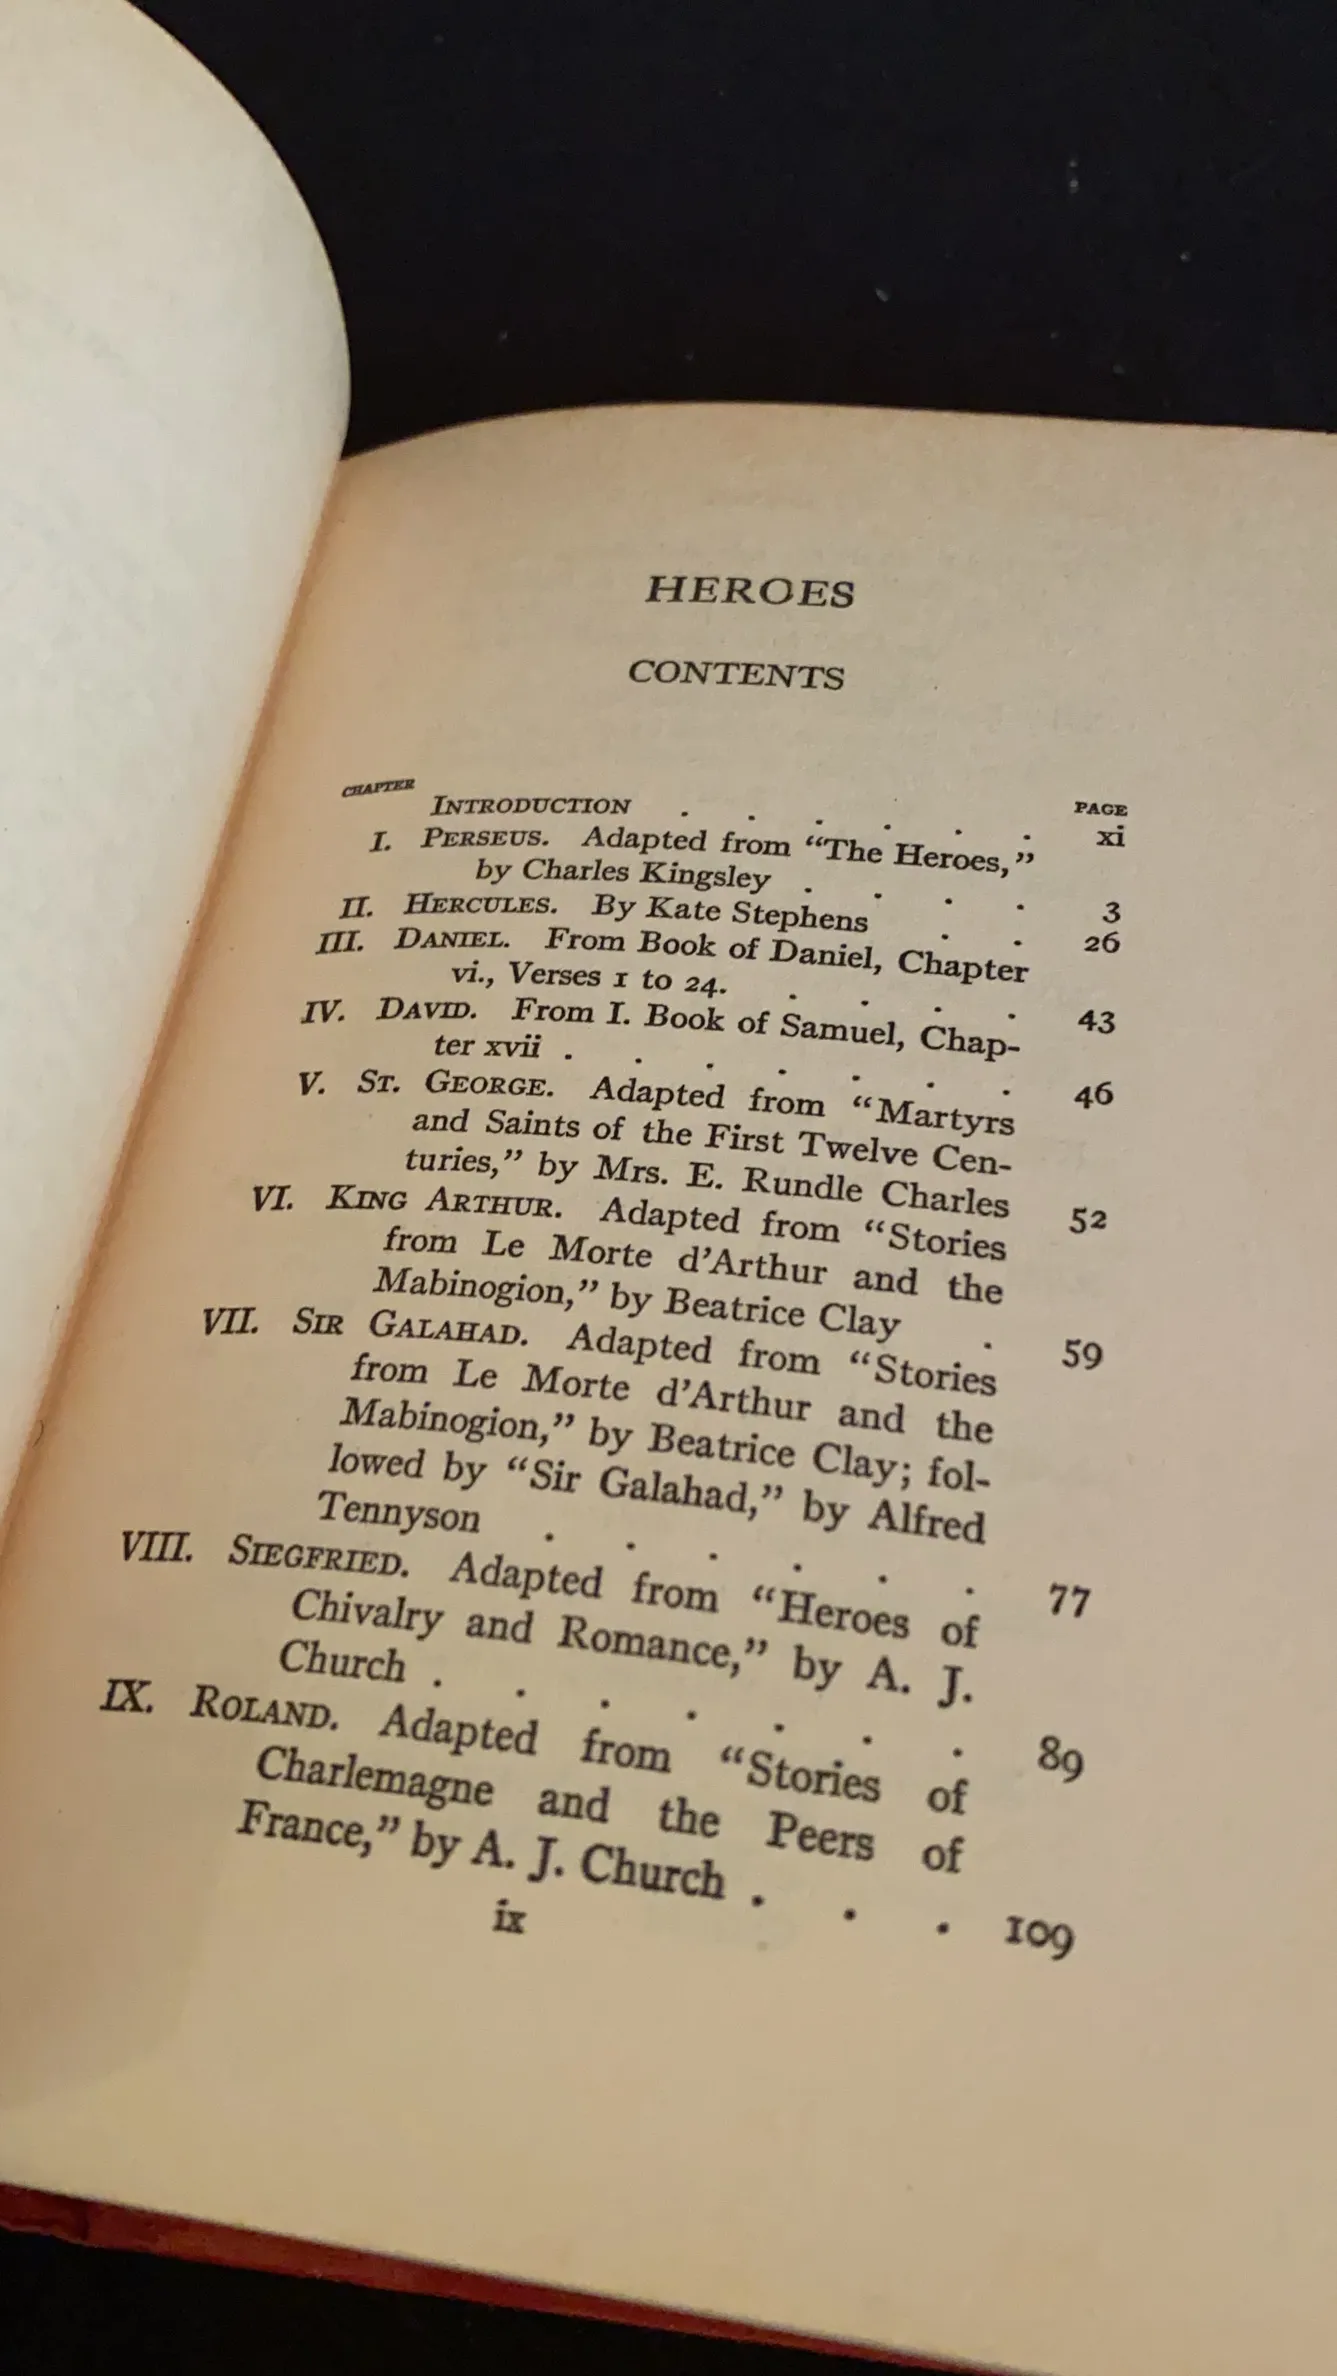 HEROES
CONTENTS
CHAPTER PAGE
INTRODUCTION . . . . . . xi
I. PERSEUS. Adapted from "The Heroes,"
by Charles Kingsley . . . . 3
II. HERCULES. By Kate Stephens . . 26
III. DANIEL. From Book of Daniel, Chapter
vi., Verses 1 to 24. . . . . 43
IV. DAVID. From I. Book of Samuel, Chap-
ter xvii . . . . . . . 46
V. ST. GEORGE. Adapted from "Martyrs
and Saints of the First Twelve Cen-
turies," by Mrs. E. Rundle Charles 52
VI. KING ARTHUR. Adapted from "Stories
from Le Morte d'Arthur and the
Mabinogion," by Beatrice Clay . 59
VII. SIR GALAHAD. Adapted from "Stories
from Le Morte d'Arthur and the
Mabinogion," by Beatrice Clay; fol-
lowed by "Sir Galahad," by Alfred
Tennyson . . . . . . 77
VIII. SIEGFRIED. Adapted from "Heroes of
Chivalry and Romance," by A. J.
Church . . . . . . . 89
IX. ROLAND. Adapted from "Stories of
Charlemagne and the Peers of
France," by A. J. Church . . . 109
ix